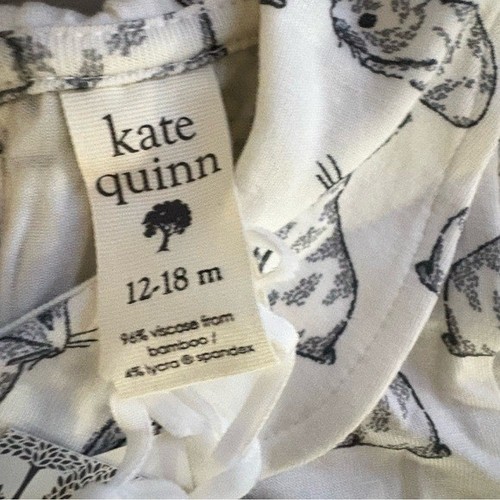 kate
quinn
12-18 m
96% viscose from
bamboo /
4% lycra ® spandex